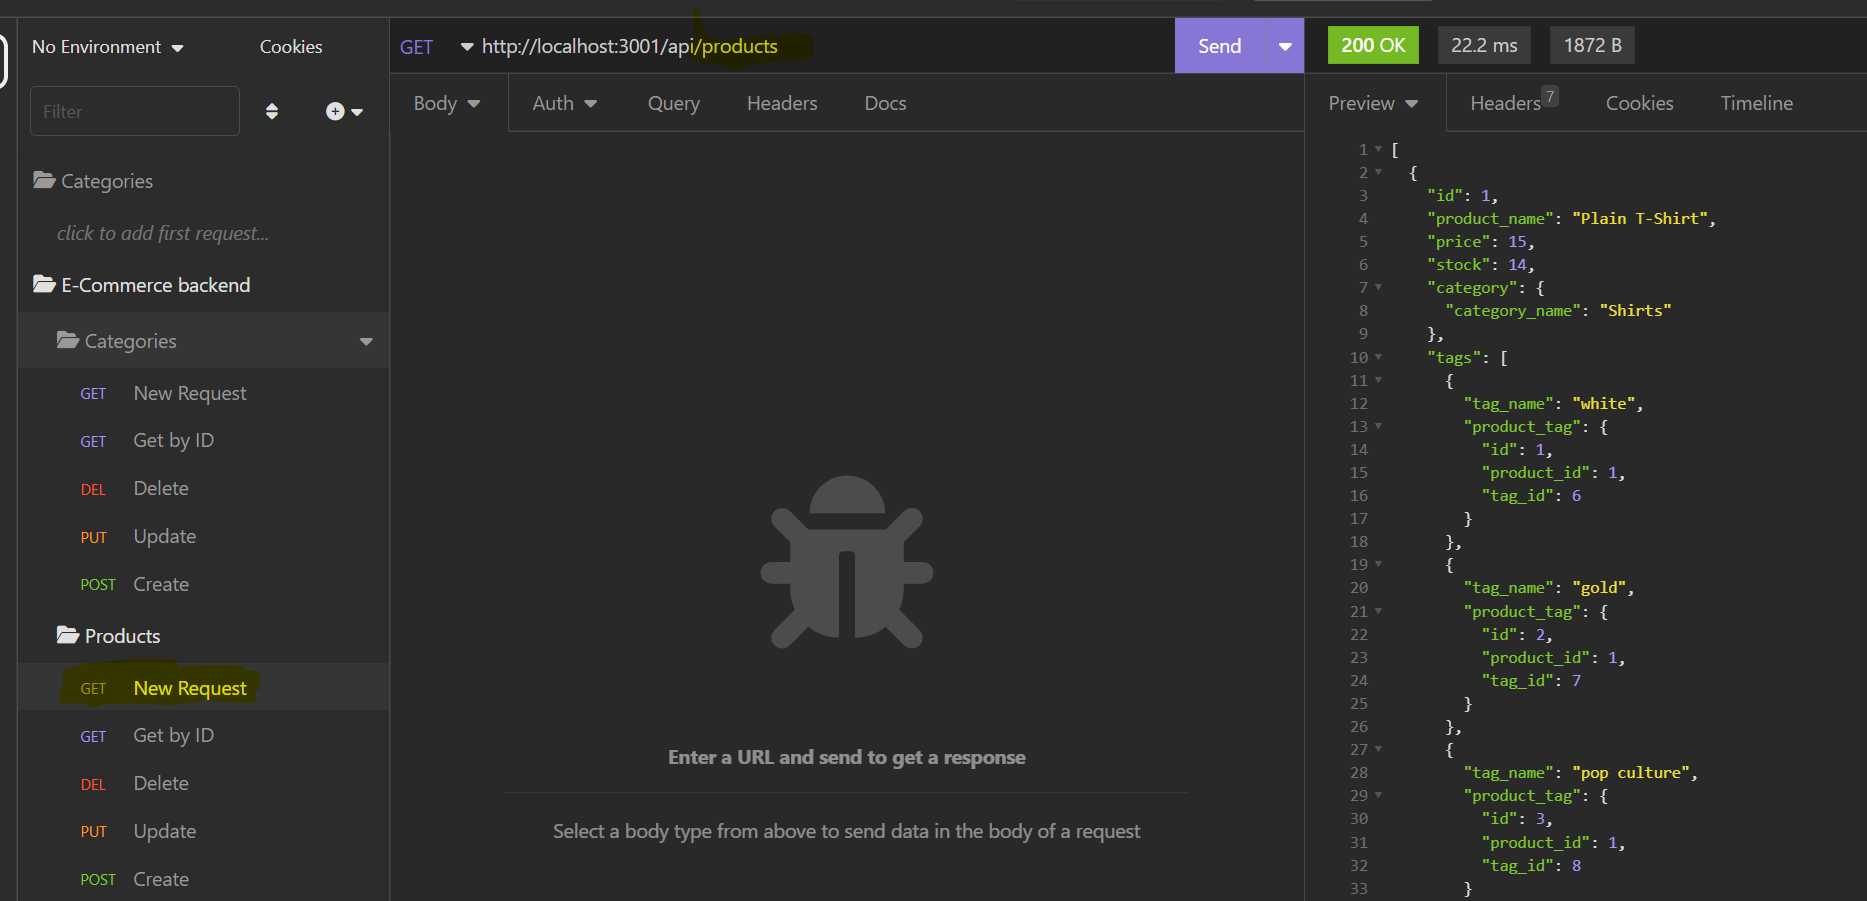 No Environment
Cookies
Filter
Categories
click to add first request...
E-Commerce backend
Categories
GET New Request
GET Get by ID
DEL Delete
PUT Update
POST Create
Products
GET New Request
GET Get by ID
DEL Delete
PUT Update
POST Create
GET http://localhost:3001/api/products Send
Body Auth Query Headers Docs
Enter a URL and send to get a response
Select a body type from above to send data in the body of a request
200 OK 22.2 ms 1872 B
Preview Headers 7 Cookies Timeline
1 [
2 {
3 "id": 1,
4 "product_name": "Plain T-Shirt",
5 "price": 15,
6 "stock": 14,
7 "category": {
8 "category_name": "Shirts"
9 },
10 "tags": [
11 {
12 "tag_name": "white",
13 "product_tag": {
14 "id": 1,
15 "product_id": 1,
16 "tag_id": 6
17 }
18 },
19 {
20 "tag_name": "gold",
21 "product_tag": {
22 "id": 2,
23 "product_id": 1,
24 "tag_id": 7
25 }
26 },
27 {
28 "tag_name": "pop culture",
29 "product_tag": {
30 "id": 3,
31 "product_id": 1,
32 "tag_id": 8
33 }